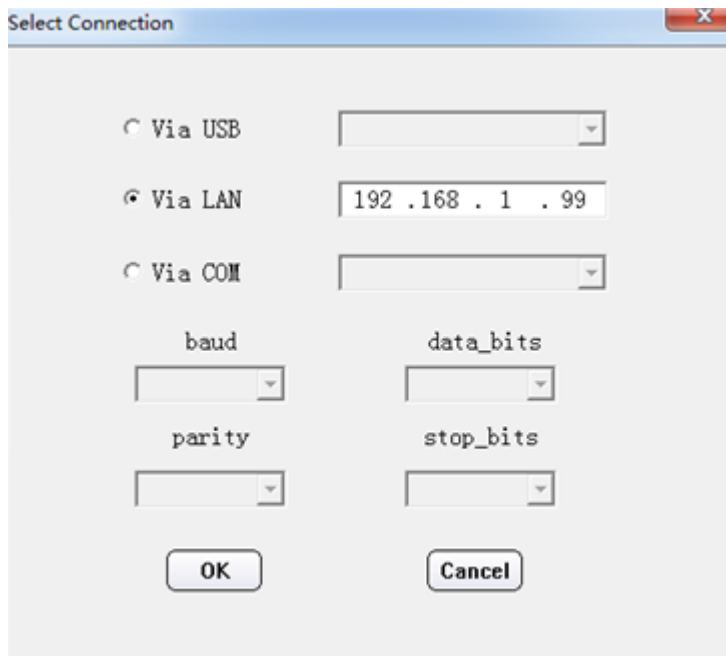 Select Connection
Via USB
Via LAN 192 .168 . 1 . 99
Via COM
baud data_bits
parity stop_bits
OK Cancel